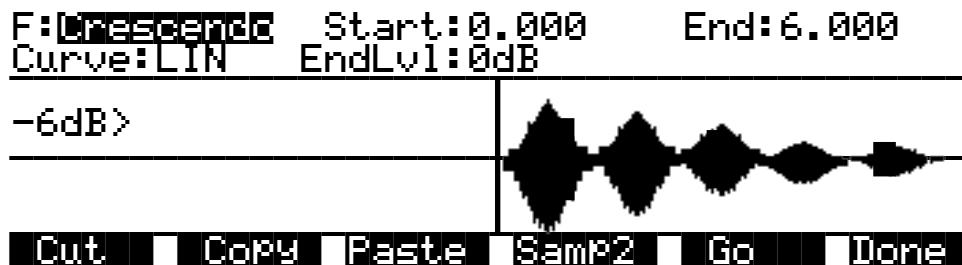 F:Crescendo Start:0.000 End:6.000
Curve:LIN EndLvl:0dB
-6dB>
Cut Copy Paste Samp2 Go Done